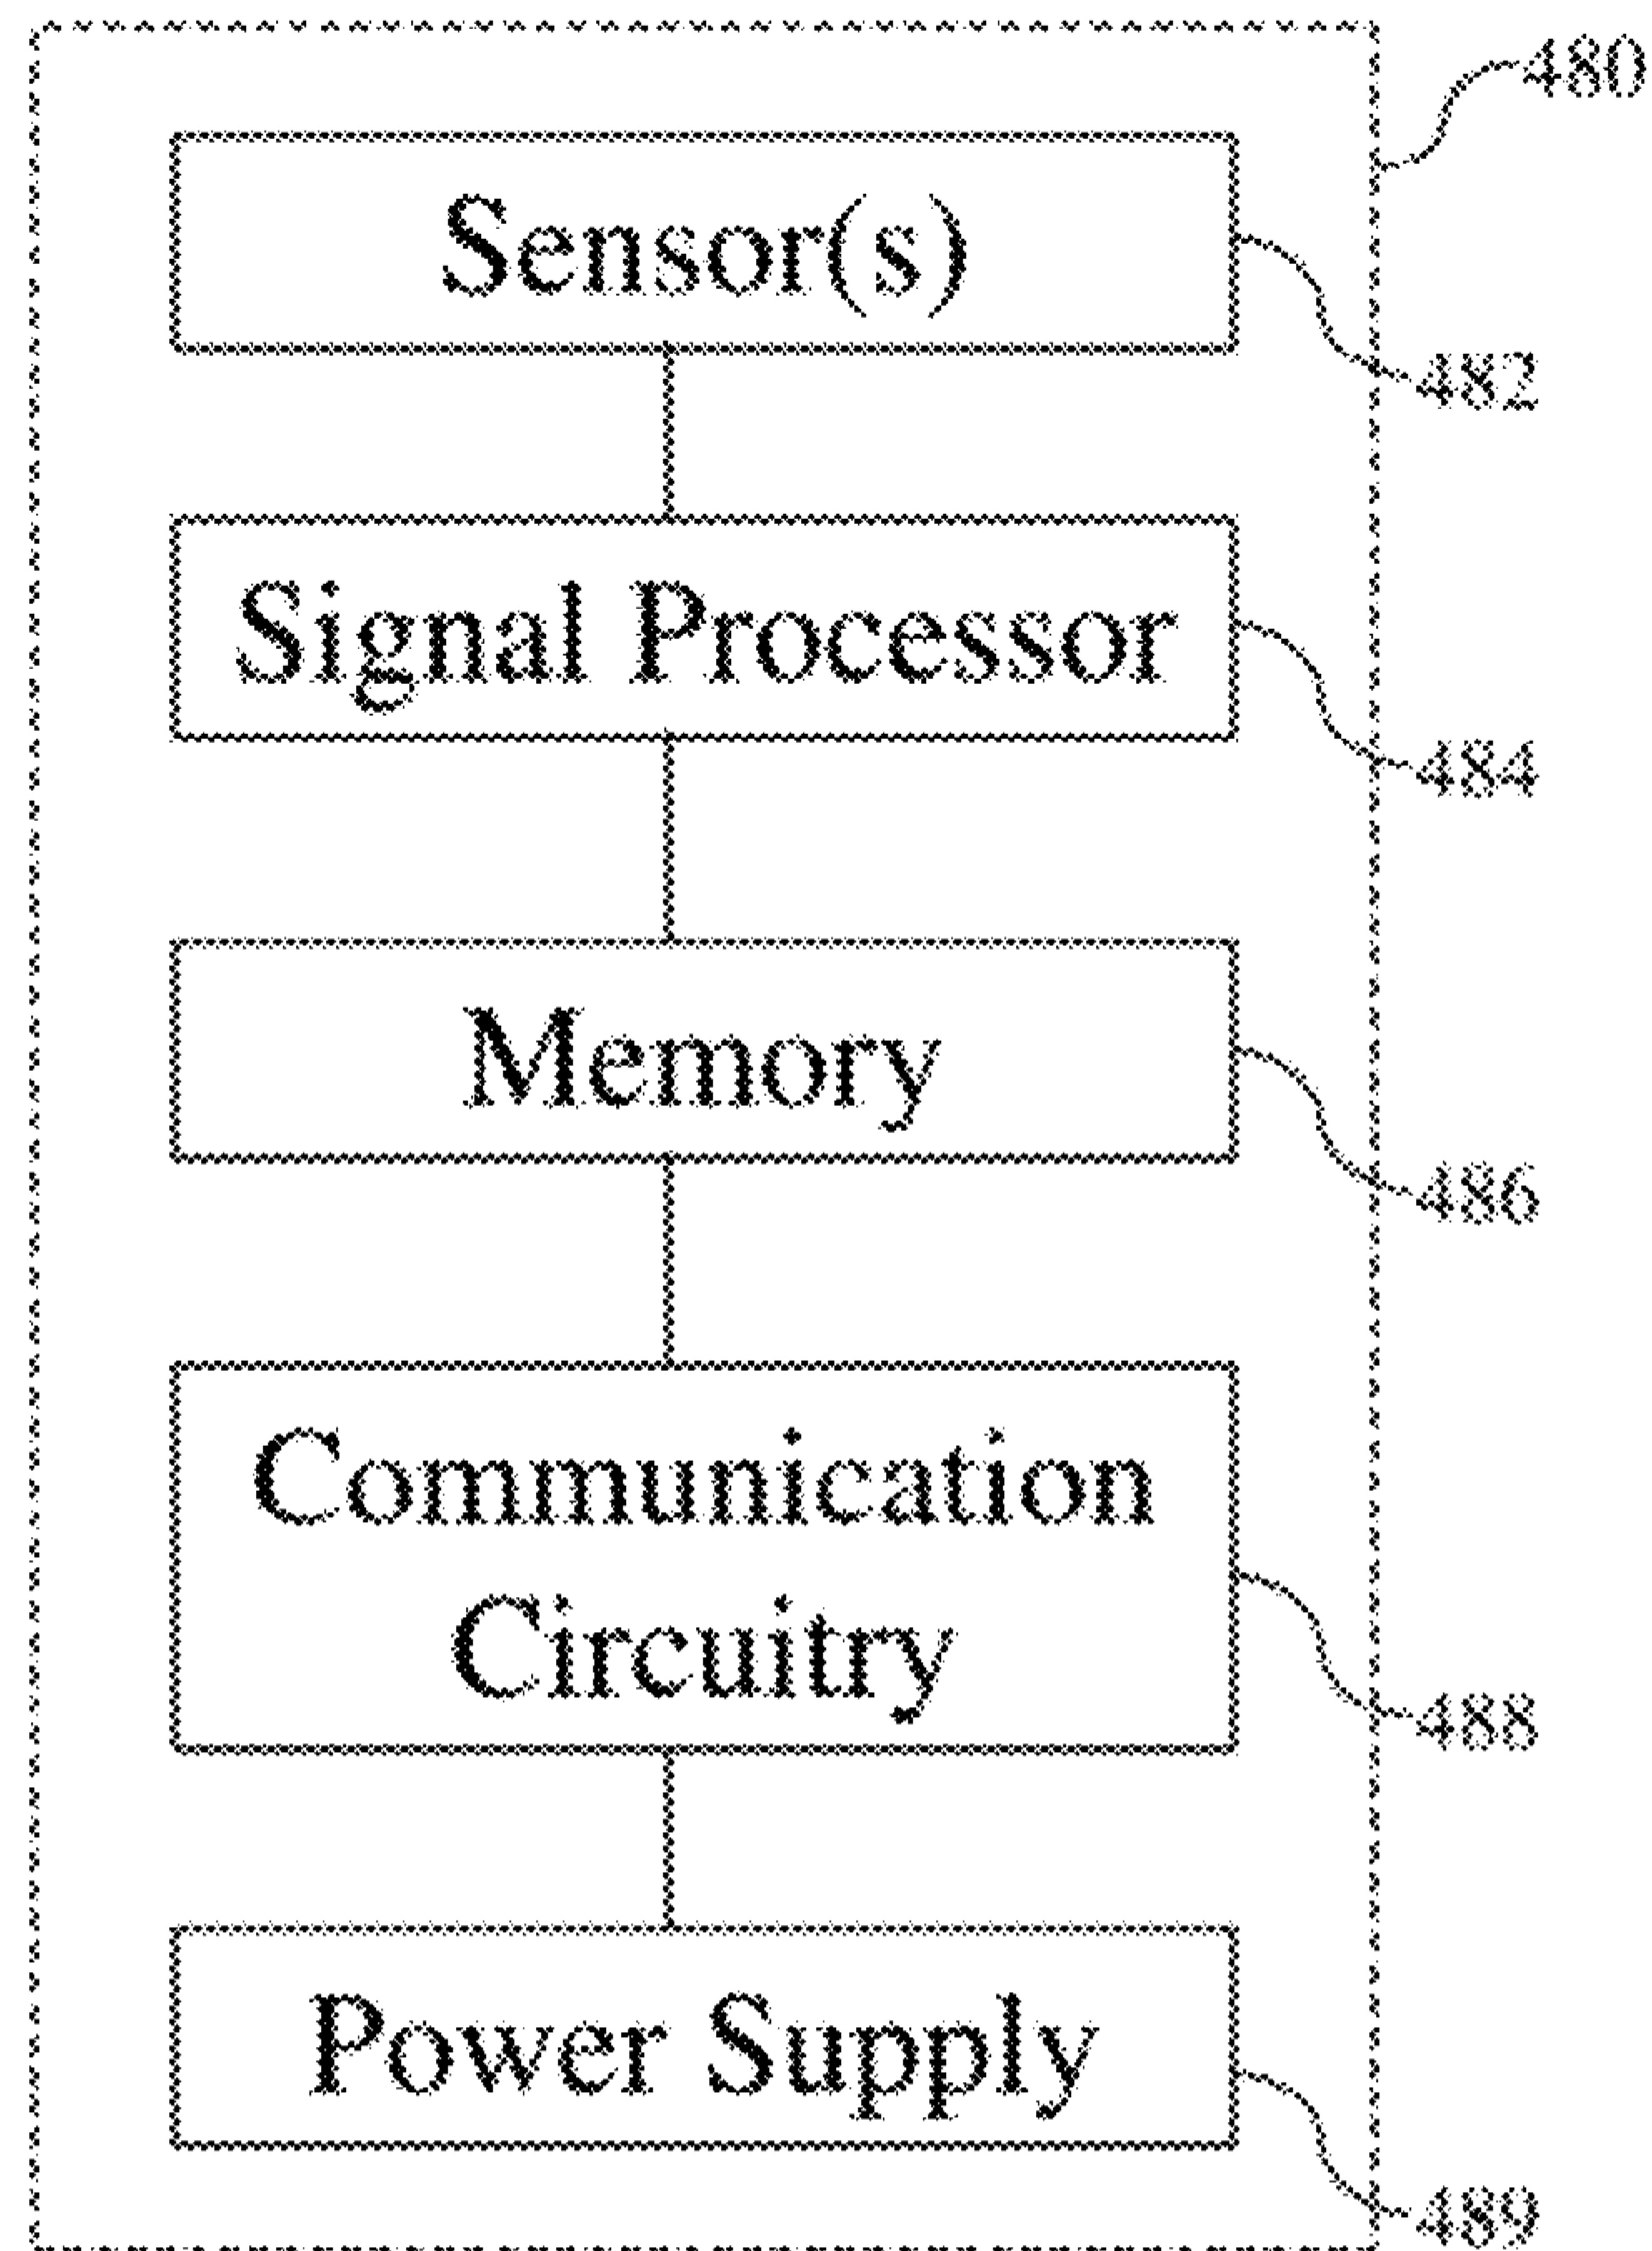 480
Sensor(s)
482
Signal Processor
484
Memory
486
Communication
Circuitry
488
Power Supply
489